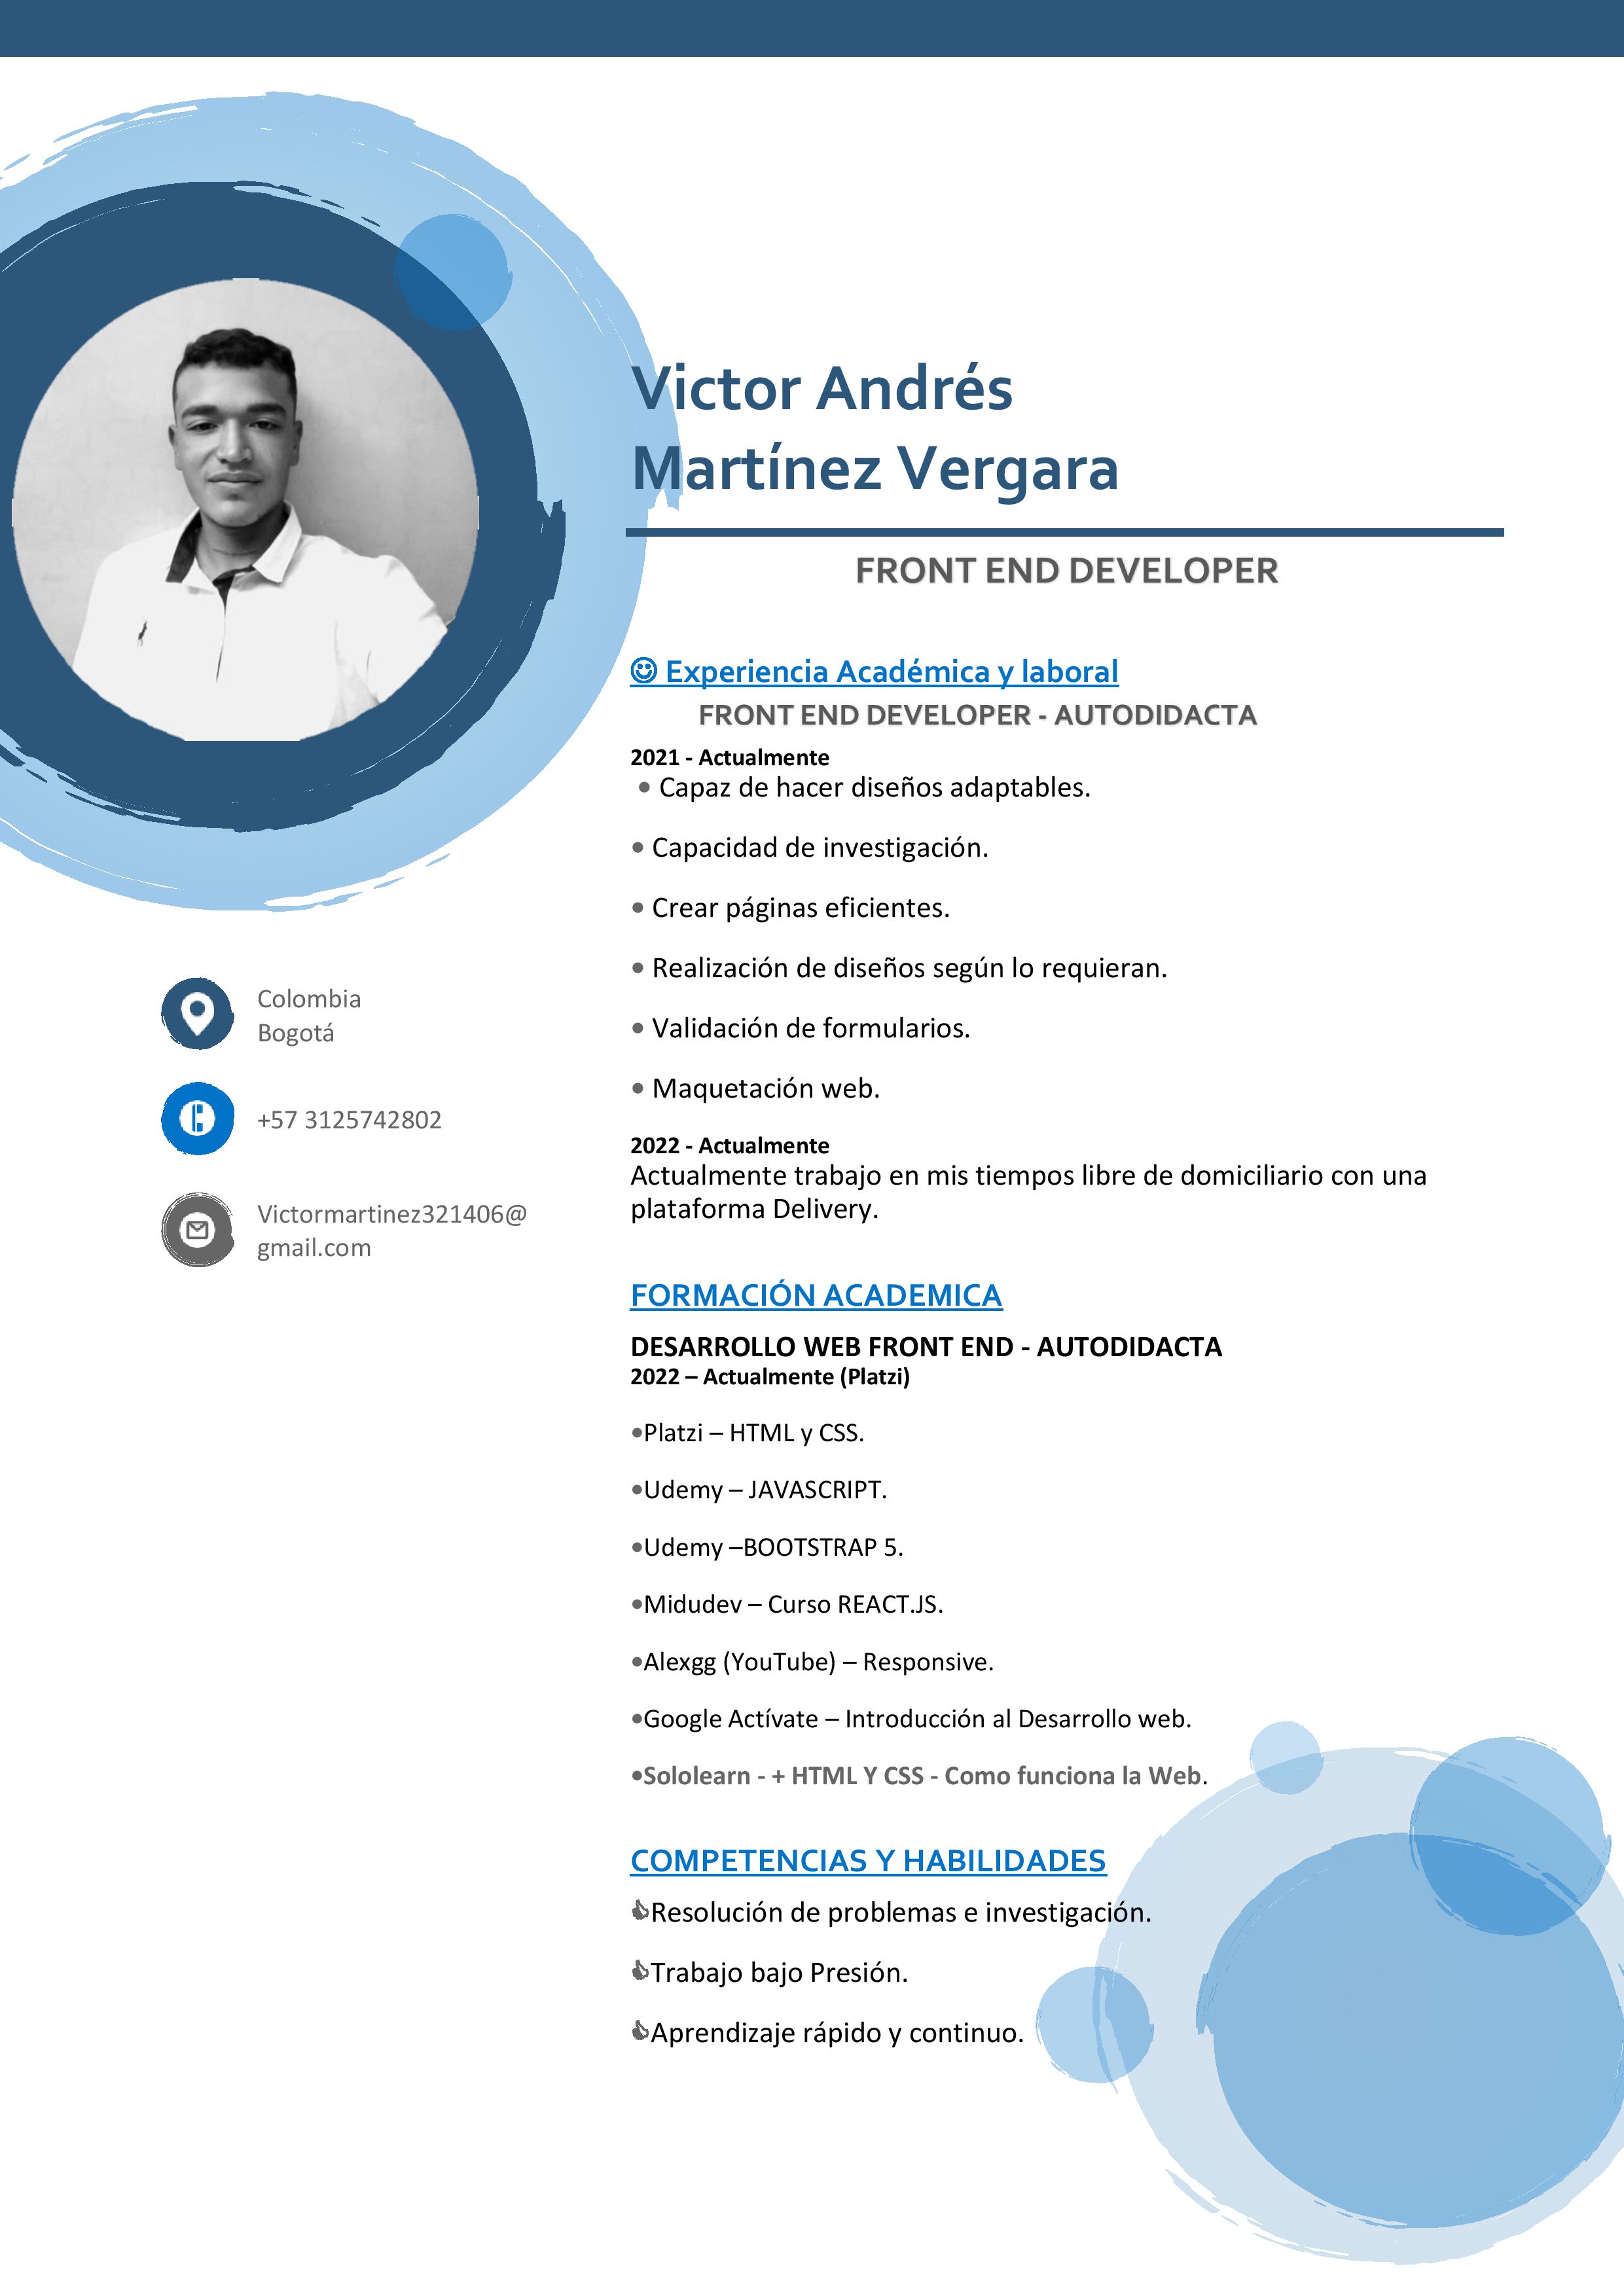 Victor Andrés
Martínez Vergara
FRONT END DEVELOPER
☺ Experiencia Académica y laboral
FRONT END DEVELOPER - AUTODIDACTA
2021 - Actualmente
• Capaz de hacer diseños adaptables.
• Capacidad de investigación.
• Crear páginas eficientes.
• Realización de diseños según lo requieran.
• Validación de formularios.
• Maquetación web.
2022 - Actualmente
Actualmente trabajo en mis tiempos libre de domiciliario con una
plataforma Delivery.
Colombia
Bogotá
+57 3125742802
Victormartinez321406@
gmail.com
FORMACIÓN ACADEMICA
DESARROLLO WEB FRONT END - AUTODIDACTA
2022 – Actualmente (Platzi)
•Platzi – HTML y CSS.
•Udemy – JAVASCRIPT.
•Udemy –BOOTSTRAP 5.
•Midudev – Curso REACT.JS.
•Alexgg (YouTube) – Responsive.
•Google Actívate – Introducción al Desarrollo web.
•Sololearn - + HTML Y CSS - Como funciona la Web.
COMPETENCIAS Y HABILIDADES
👍Resolución de problemas e investigación.
👍Trabajo bajo Presión.
👍Aprendizaje rápido y continuo.